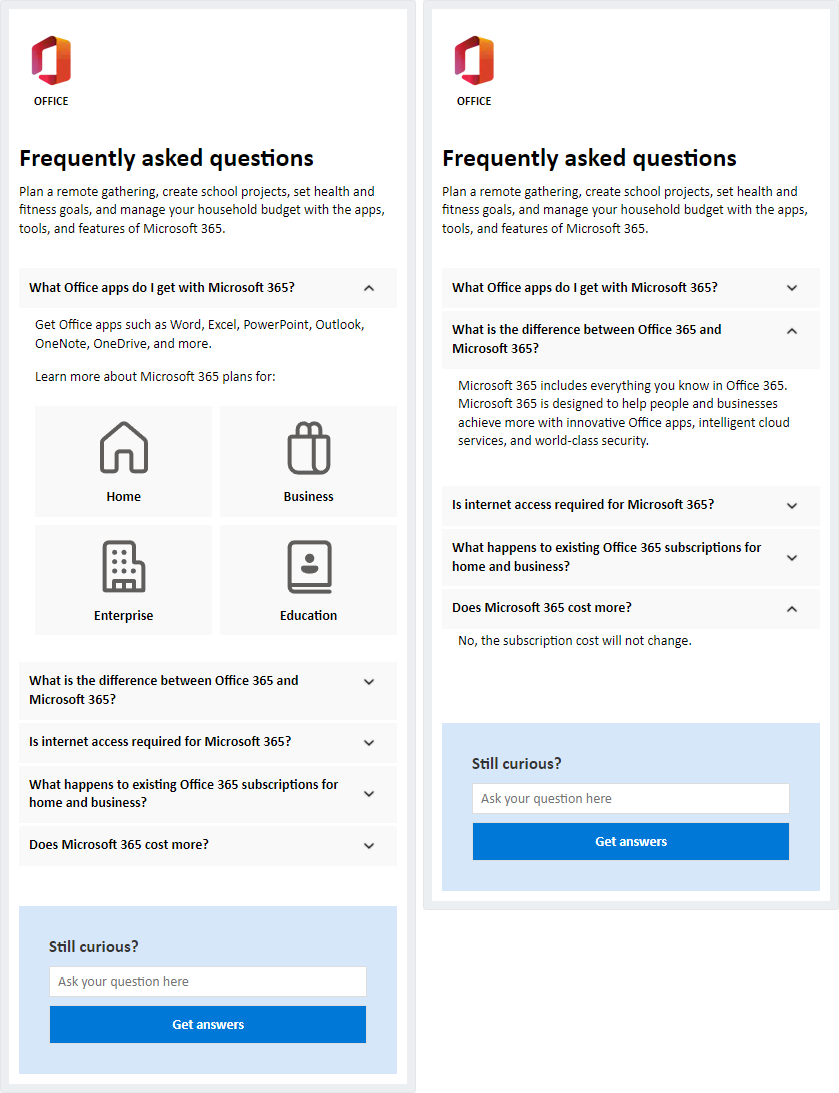 OFFICE
Frequently asked questions
Plan a remote gathering, create school projects, set health and
fitness goals, and manage your household budget with the apps,
tools, and features of Microsoft 365.
What Office apps do I get with Microsoft 365?
Get Office apps such as Word, Excel, PowerPoint, Outlook,
OneNote, OneDrive, and more.
Learn more about Microsoft 365 plans for:
Home
Business
Enterprise
Education
What is the difference between Office 365 and
Microsoft 365?
Is internet access required for Microsoft 365?
What happens to existing Office 365 subscriptions for
home and business?
Does Microsoft 365 cost more?
Still curious?
Ask your question here
Get answers
OFFICE
Frequently asked questions
Plan a remote gathering, create school projects, set health and
fitness goals, and manage your household budget with the apps,
tools, and features of Microsoft 365.
What Office apps do I get with Microsoft 365?
What is the difference between Office 365 and
Microsoft 365?
Microsoft 365 includes everything you know in Office 365.
Microsoft 365 is designed to help people and businesses
achieve more with innovative Office apps, intelligent cloud
services, and world-class security.
Is internet access required for Microsoft 365?
What happens to existing Office 365 subscriptions for
home and business?
Does Microsoft 365 cost more?
No, the subscription cost will not change.
Still curious?
Ask your question here
Get answers